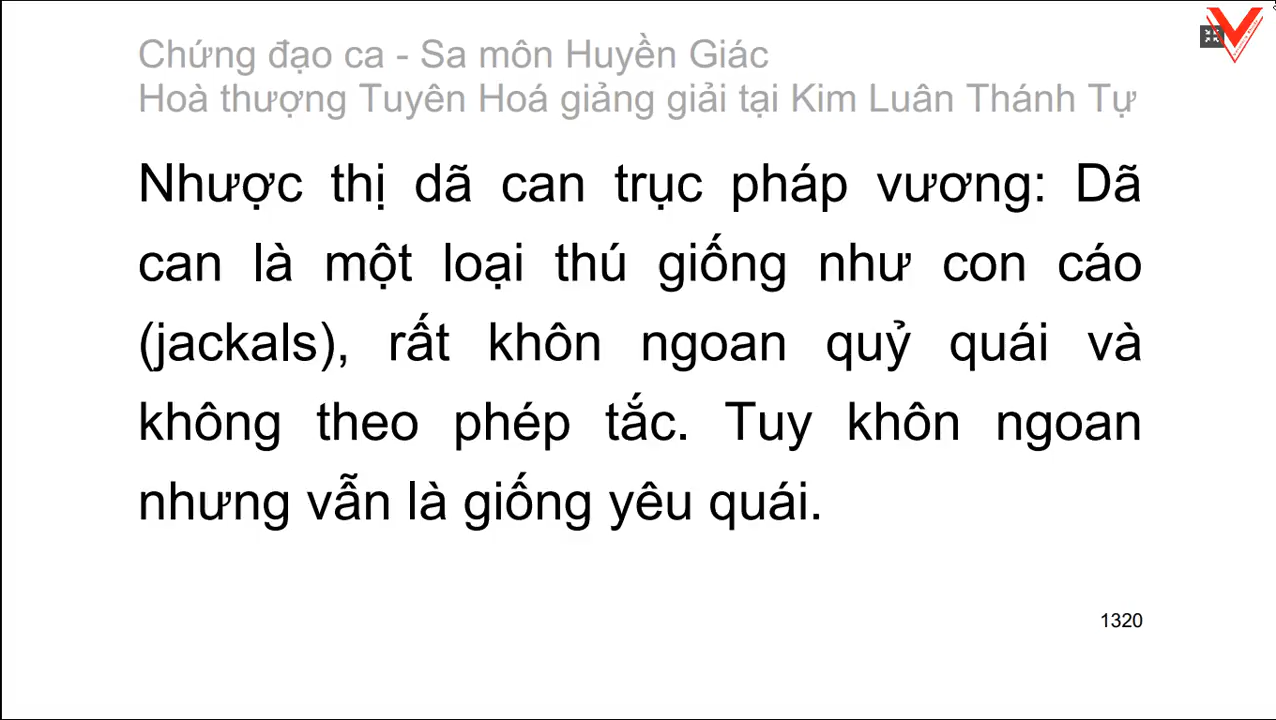 Chứng đạo ca - Sa môn Huyền Giác
Hoà thượng Tuyên Hoá giảng giải tại Kim Luân Thánh Tự
Nhược thị dã can trục pháp vương: Dã
can là một loại thú giống như con cáo
(jackals), rất khôn ngoan quỷ quái và
không theo phép tắc. Tuy khôn ngoan
nhưng vẫn là giống yêu quái.
1320